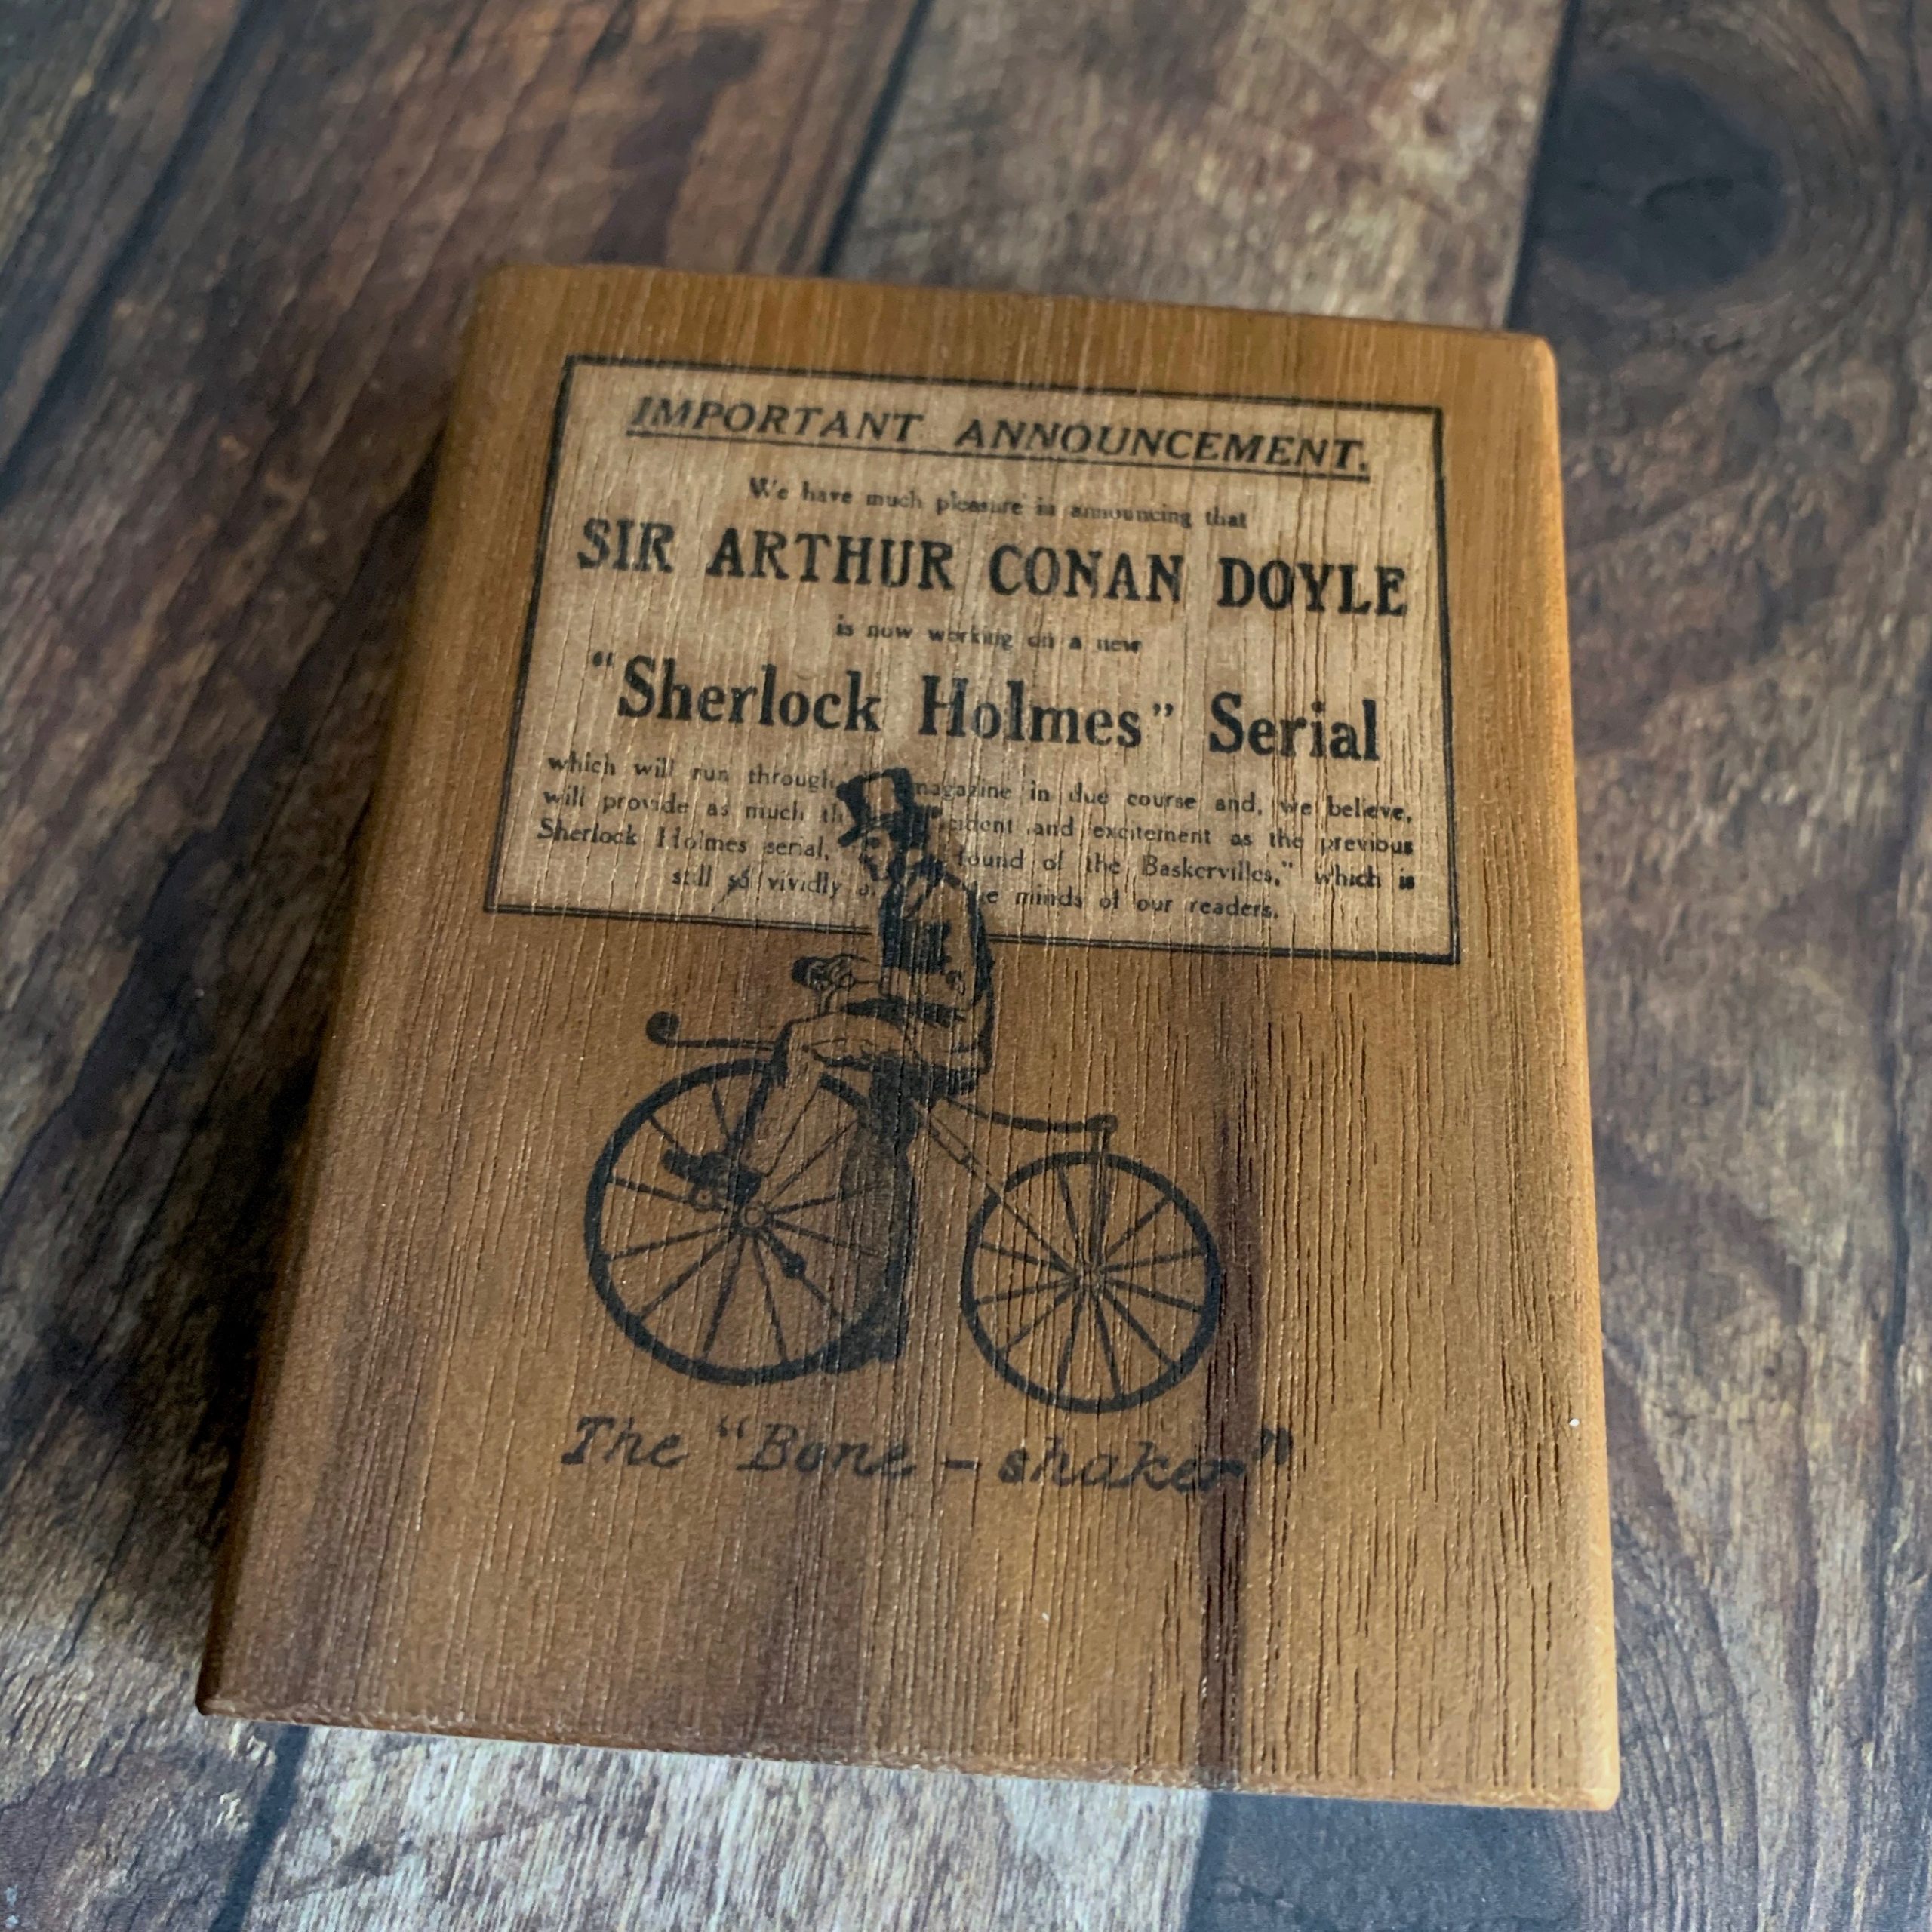 IMPORTANT ANNOUNCEMENT.
We have much pleasure in announcing that
SIR ARTHUR CONAN DOYLE
is now working on a new
"Sherlock Holmes" Serial
which will run through magazine in due course and, we believe,
will provide as much and excitement as the previous
Sherlock Holmes serial, of the Baskervilles," which is
still so vividly minds of our readers.
The "Bone-shaker"